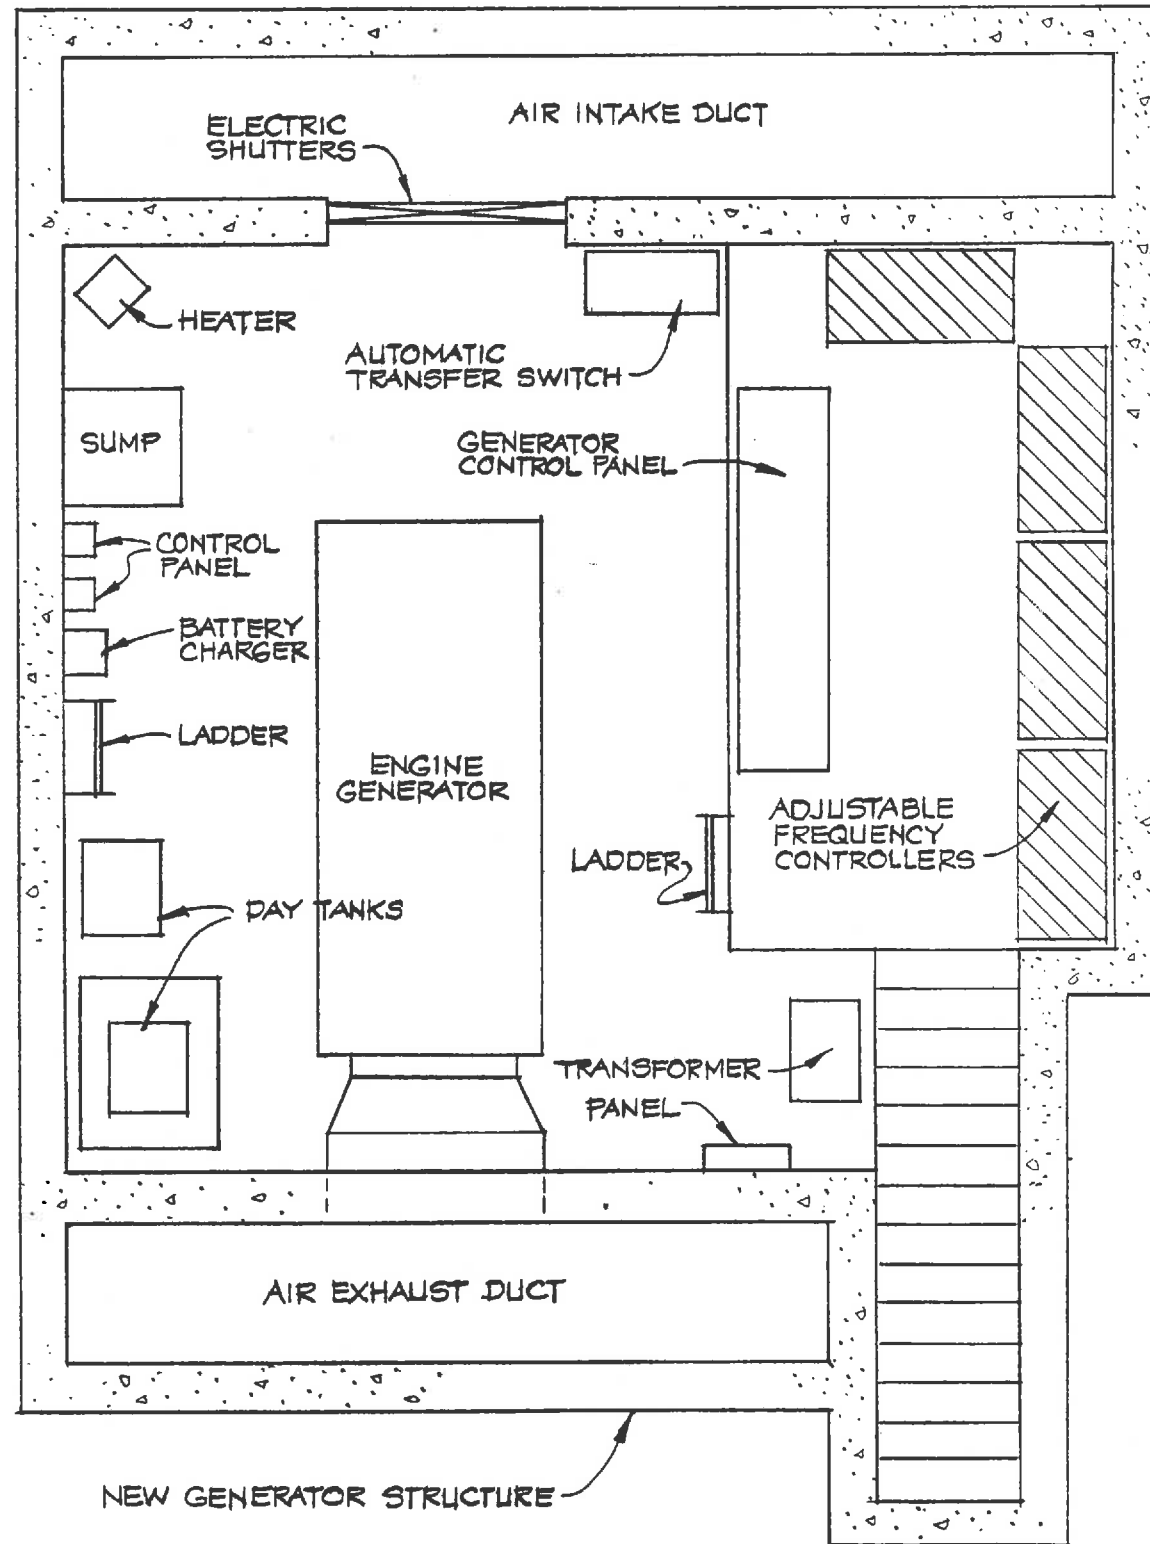 AIR INTAKE DUCT
ELECTRIC
SHUTTERS
HEATER
AUTOMATIC
TRANSFER SWITCH
SUMP
GENERATOR
CONTROL PANEL
CONTROL
PANEL
BATTERY
CHARGER
LADDER
ENGINE
GENERATOR
ADJUSTABLE
FREQUENCY
CONTROLLERS
LADDER
DAY TANKS
TRANSFORMER
PANEL
AIR EXHAUST DUCT
NEW GENERATOR STRUCTURE